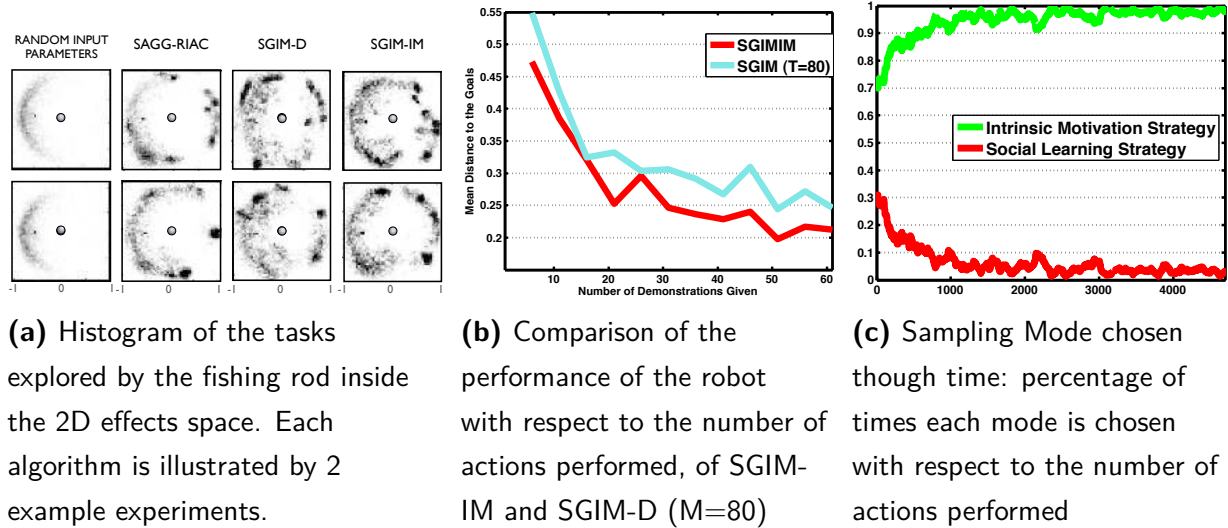 RANDOM INPUT
PARAMETERS
SAGG-RIAC
SGIM-D
SGIM-IM
-1 0 1
-1 0 1
-1 0 1
-1 0 1
Mean Distance to the Goals
0.55
0.5
0.45
0.4
0.35
0.3
0.25
0.2
SGIMIM
SGIM (T=80)
10 20 30 40 50 60
Number of Demonstrations Given
1
0.9
0.8
0.7
0.6
0.5
0.4
0.3
0.2
0.1
0
Intrinsic Motivation Strategy
Social Learning Strategy
0 1000 2000 3000 4000
(a) Histogram of the tasks
explored by the fishing rod inside
the 2D effects space. Each
algorithm is illustrated by 2
example experiments.
(b) Comparison of the
performance of the robot
with respect to the number of
actions performed, of SGIM-
IM and SGIM-D (M=80)
(c) Sampling Mode chosen
though time: percentage of
times each mode is chosen
with respect to the number of
actions performed